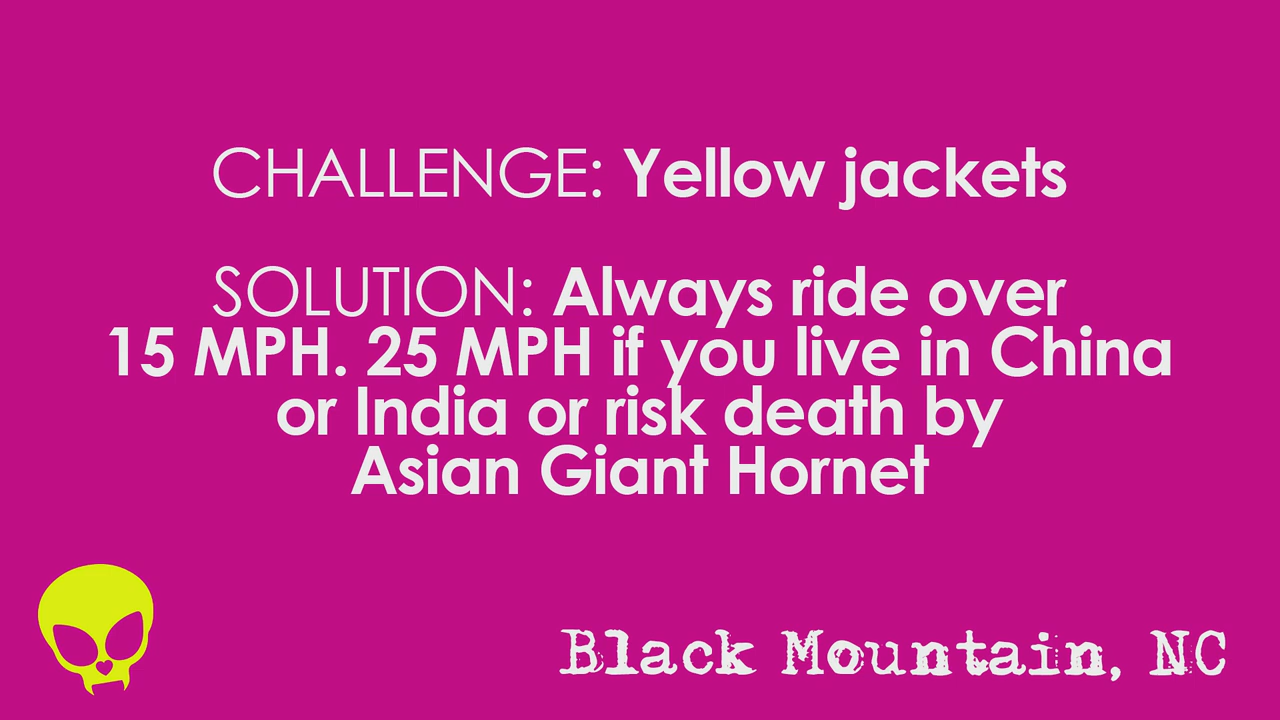 CHALLENGE: Yellow jackets
SOLUTION: Always ride over
15 MPH. 25 MPH if you live in China
or India or risk death by
Asian Giant Hornet
Black Mountain, NC